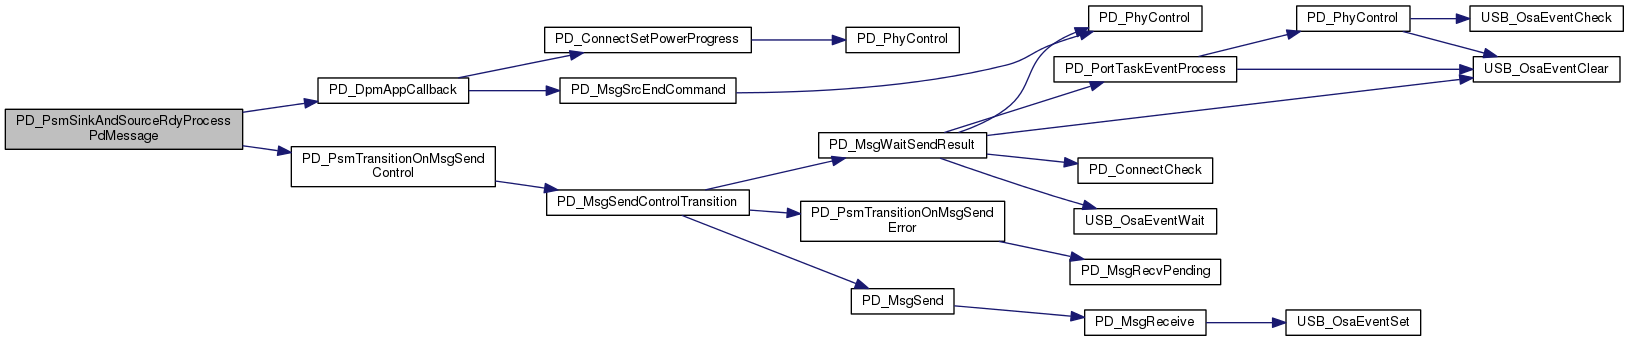 PD_PsmSinkAndSourceRdyProcess
PdMessage
PD_DpmAppCallback
PD_PsmTransitionOnMsgSend
Control
PD_ConnectSetPowerProgress
PD_MsgSrcEndCommand
PD_MsgSendControlTransition
PD_PhyControl
PD_MsgWaitSendResult
PD_PsmTransitionOnMsgSend
Error
PD_MsgSend
PD_PhyControl
PD_PortTaskEventProcess
PD_ConnectCheck
USB_OsaEventWait
PD_MsgRecvPending
PD_MsgReceive
PD_PhyControl
USB_OsaEventSet
USB_OsaEventCheck
USB_OsaEventClear